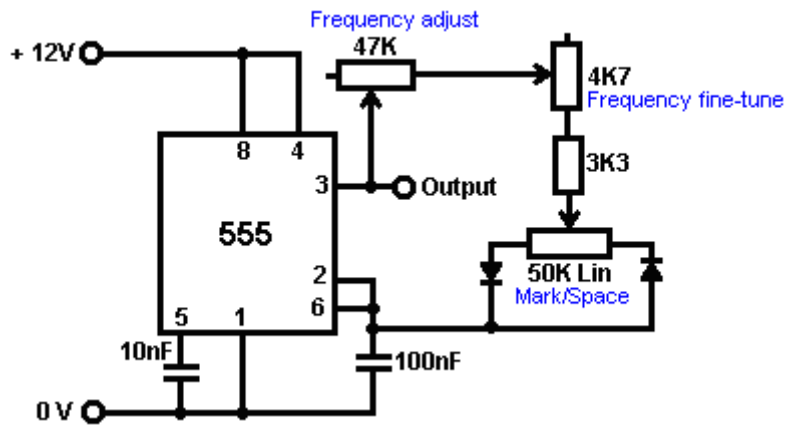 Frequency adjust
47K
+ 12V
4K7
Frequency fine-tune
8 4
3
Output
3K3
555
2
50K Lin
Mark/Space
6
5 1
10nF
100nF
0 V